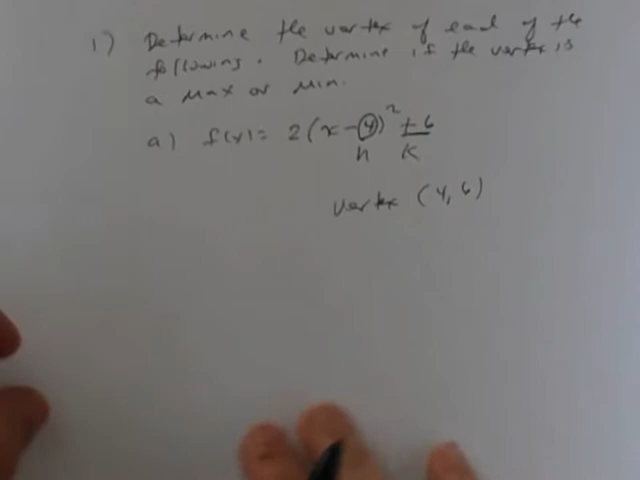 1) Determine the vertex of each of the
following. Determine if the vertex is
a Max or Min.
a) f(x) = 2(x-4)² + 6
h k
vertex (4, 6)